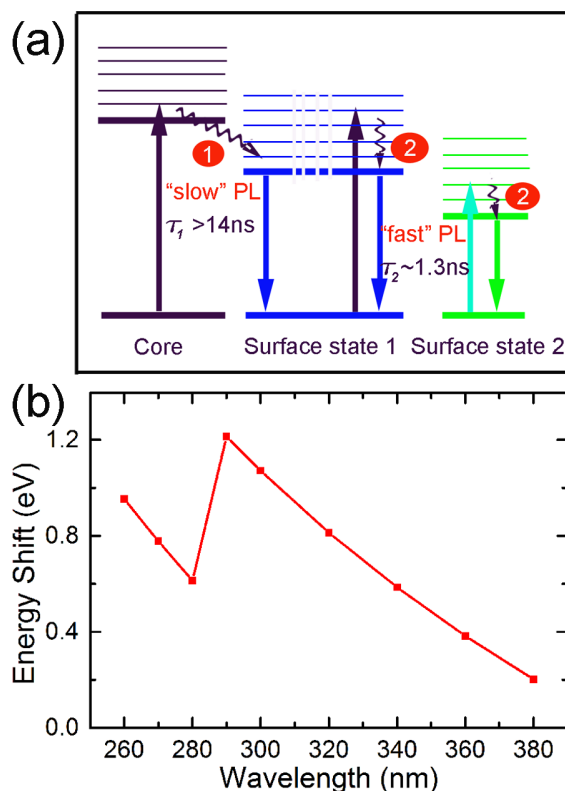 (a)
1
2
2
“slow” PL
τ1 >14ns
“fast” PL
τ2~1.3ns
Core
Surface state 1
Surface state 2
(b)
Energy Shift (eV)
1.2
0.8
0.4
0.0
260 280 300 320 340 360 380
Wavelength (nm)